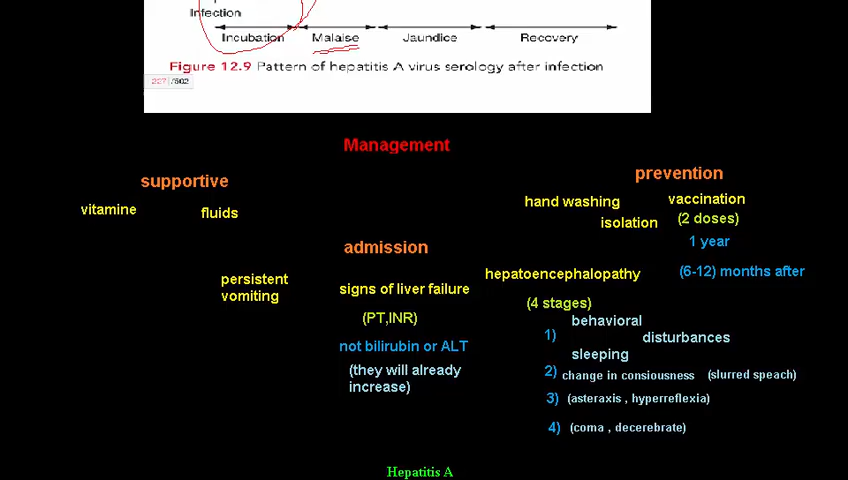 Infection
Incubation Malaise Jaundice Recovery
Figure 12.9 Pattern of hepatitis A virus serology after infection
227 /502
Management
supportive
vitamine
fluids
prevention
hand washing
isolation
vaccination
(2 doses)
1 year
(6-12) months after
admission
persistent
vomiting
signs of liver failure
(PT,INR)
not bilirubin or ALT
(they will already
increase)
hepatoencephalopathy
(4 stages)
1) behavioral
disturbances
sleeping
2) change in consiousness (slurred speach)
3) (asteraxis , hyperreflexia)
4) (coma , decerebrate)
Hepatitis A